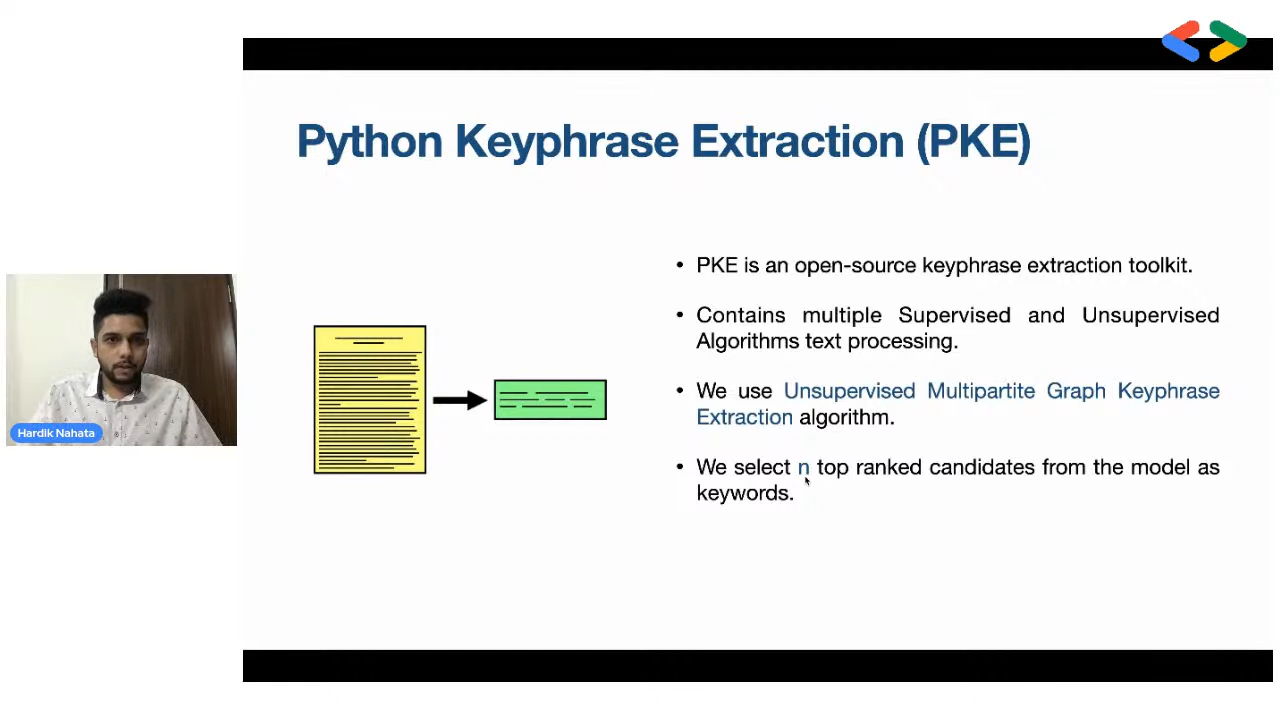 Python Keyphrase Extraction (PKE)
• PKE is an open-source keyphrase extraction toolkit.
• Contains multiple Supervised and Unsupervised
Algorithms text processing.
• We use Unsupervised Multipartite Graph Keyphrase
Extraction algorithm.
• We select n top ranked candidates from the model as
keywords.
Hardik Nahata